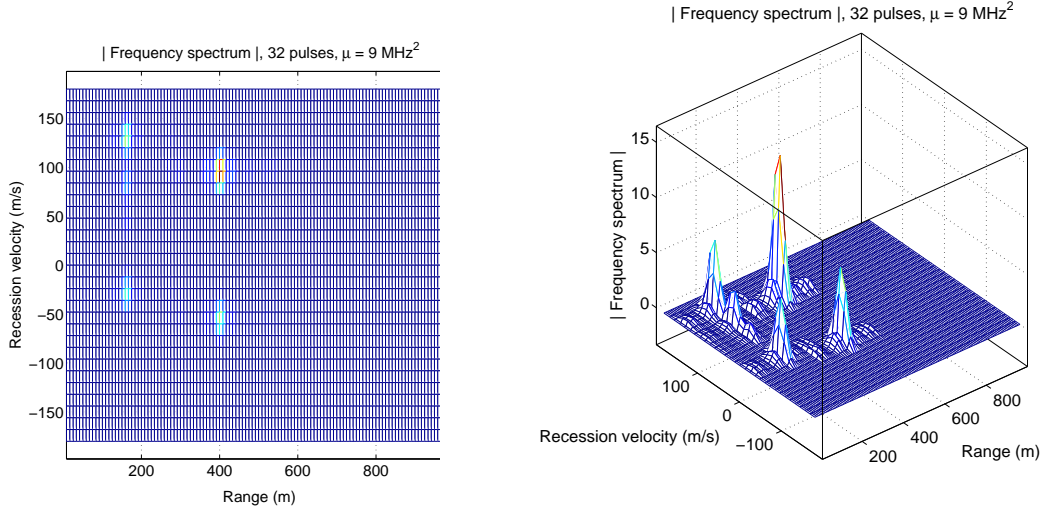 | Frequency spectrum |, 32 pulses, μ = 9 MHz²
150
100
50
0
−50
−100
−150
Recession velocity (m/s)
200 400 600 800
Range (m)
| Frequency spectrum |, 32 pulses, μ = 9 MHz²
15
10
5
0
| Frequency spectrum |
100
0
−100
Recession velocity (m/s)
200
400
600
800
Range (m)